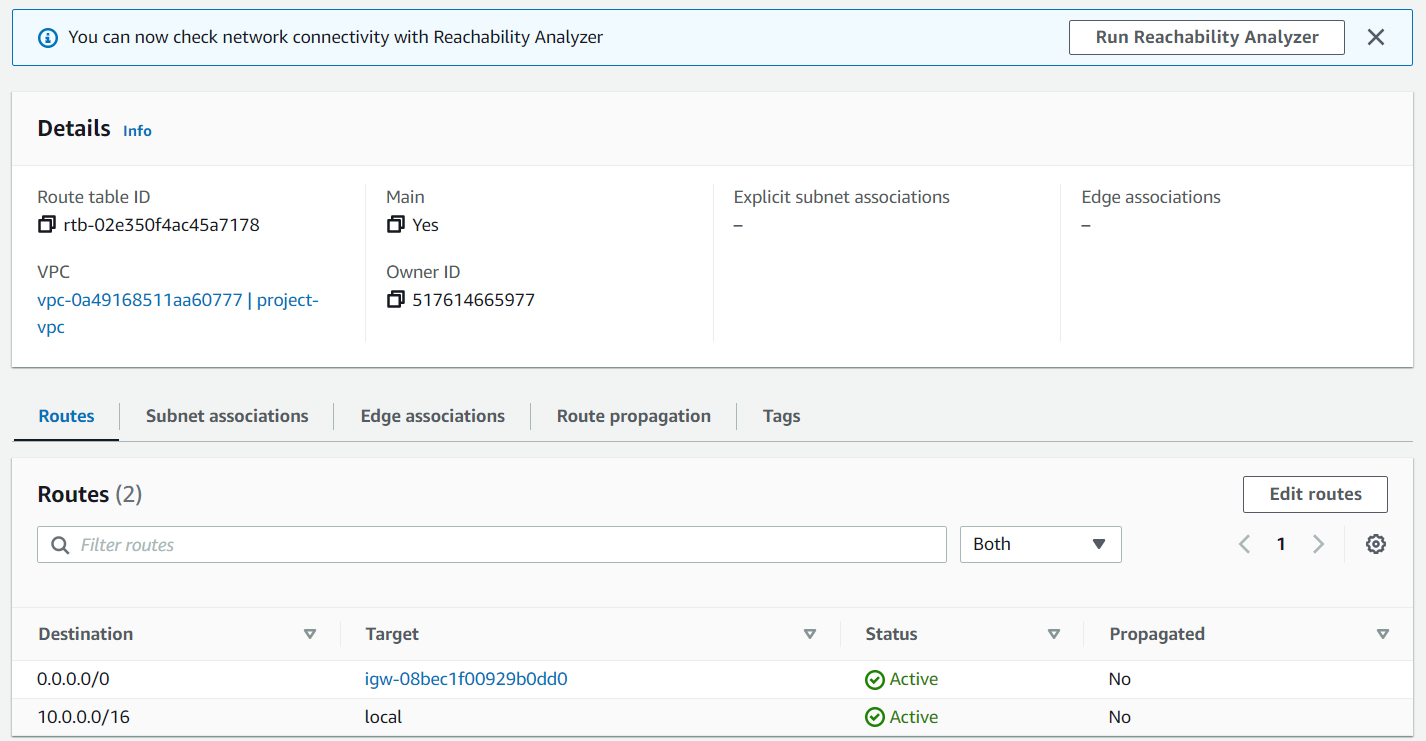 You can now check network connectivity with Reachability Analyzer
Run Reachability Analyzer
Details Info
Route table ID
rtb-02e350f4ac45a7178
Main
Yes
Explicit subnet associations
–
Edge associations
–
VPC
vpc-0a49168511aa60777 | project-
vpc
Owner ID
517614665977
Routes
Subnet associations
Edge associations
Route propagation
Tags
Routes (2)
Edit routes
Filter routes
Both
1
Destination Target Status Propagated
0.0.0.0/0 igw-08bec1f00929b0dd0 Active No
10.0.0.0/16 local Active No